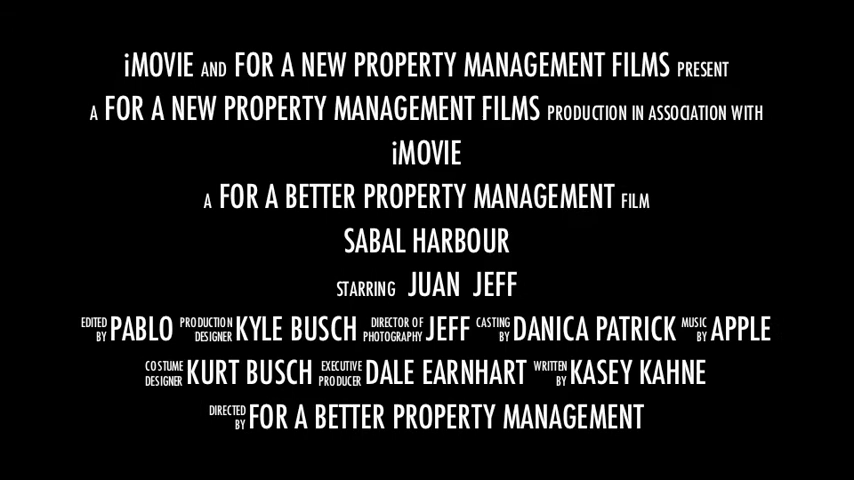 iMOVIE AND FOR A NEW PROPERTY MANAGEMENT FILMS PRESENT
A FOR A NEW PROPERTY MANAGEMENT FILMS PRODUCTION IN ASSOCIATION WITH
iMOVIE
A FOR A BETTER PROPERTY MANAGEMENT FILM
SABAL HARBOUR
STARRING JUAN JEFF
EDITED BY PABLO PRODUCTION DESIGNER KYLE BUSCH DIRECTOR OF PHOTOGRAPHY JEFF CASTING BY DANICA PATRICK MUSIC BY APPLE
COSTUME DESIGNER KURT BUSCH EXECUTIVE PRODUCER DALE EARNHART WRITTEN BY KASEY KAHNE
DIRECTED BY FOR A BETTER PROPERTY MANAGEMENT